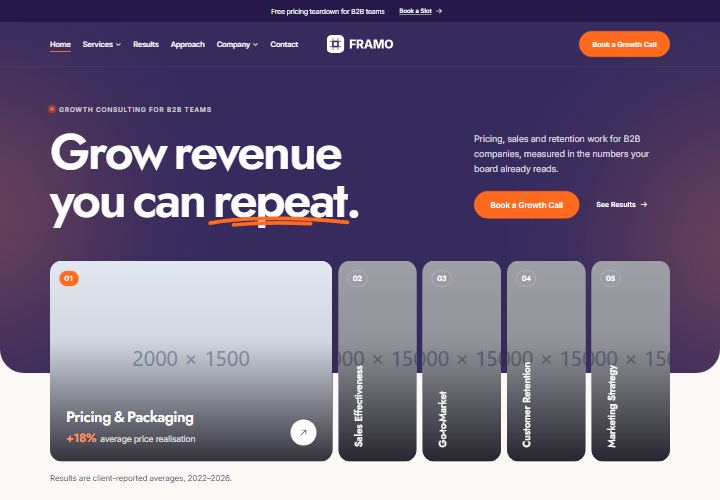 Free pricing teardown for B2B teams Book a Slot →
Home Services Results Approach Company Contact FRAMO Book a Growth Call
GROWTH CONSULTING FOR B2B TEAMS
Grow revenue
you can repeat.
Pricing, sales and retention work for B2B
companies, measured in the numbers your
board already reads.
Book a Growth Call See Results →
01
2000 × 1500
Pricing & Packaging
+18% average price realisation
02
Sales Effectiveness
03
Go-to-Market
04
Customer Retention
05
Marketing Strategy
Results are client-reported averages, 2022–2026.